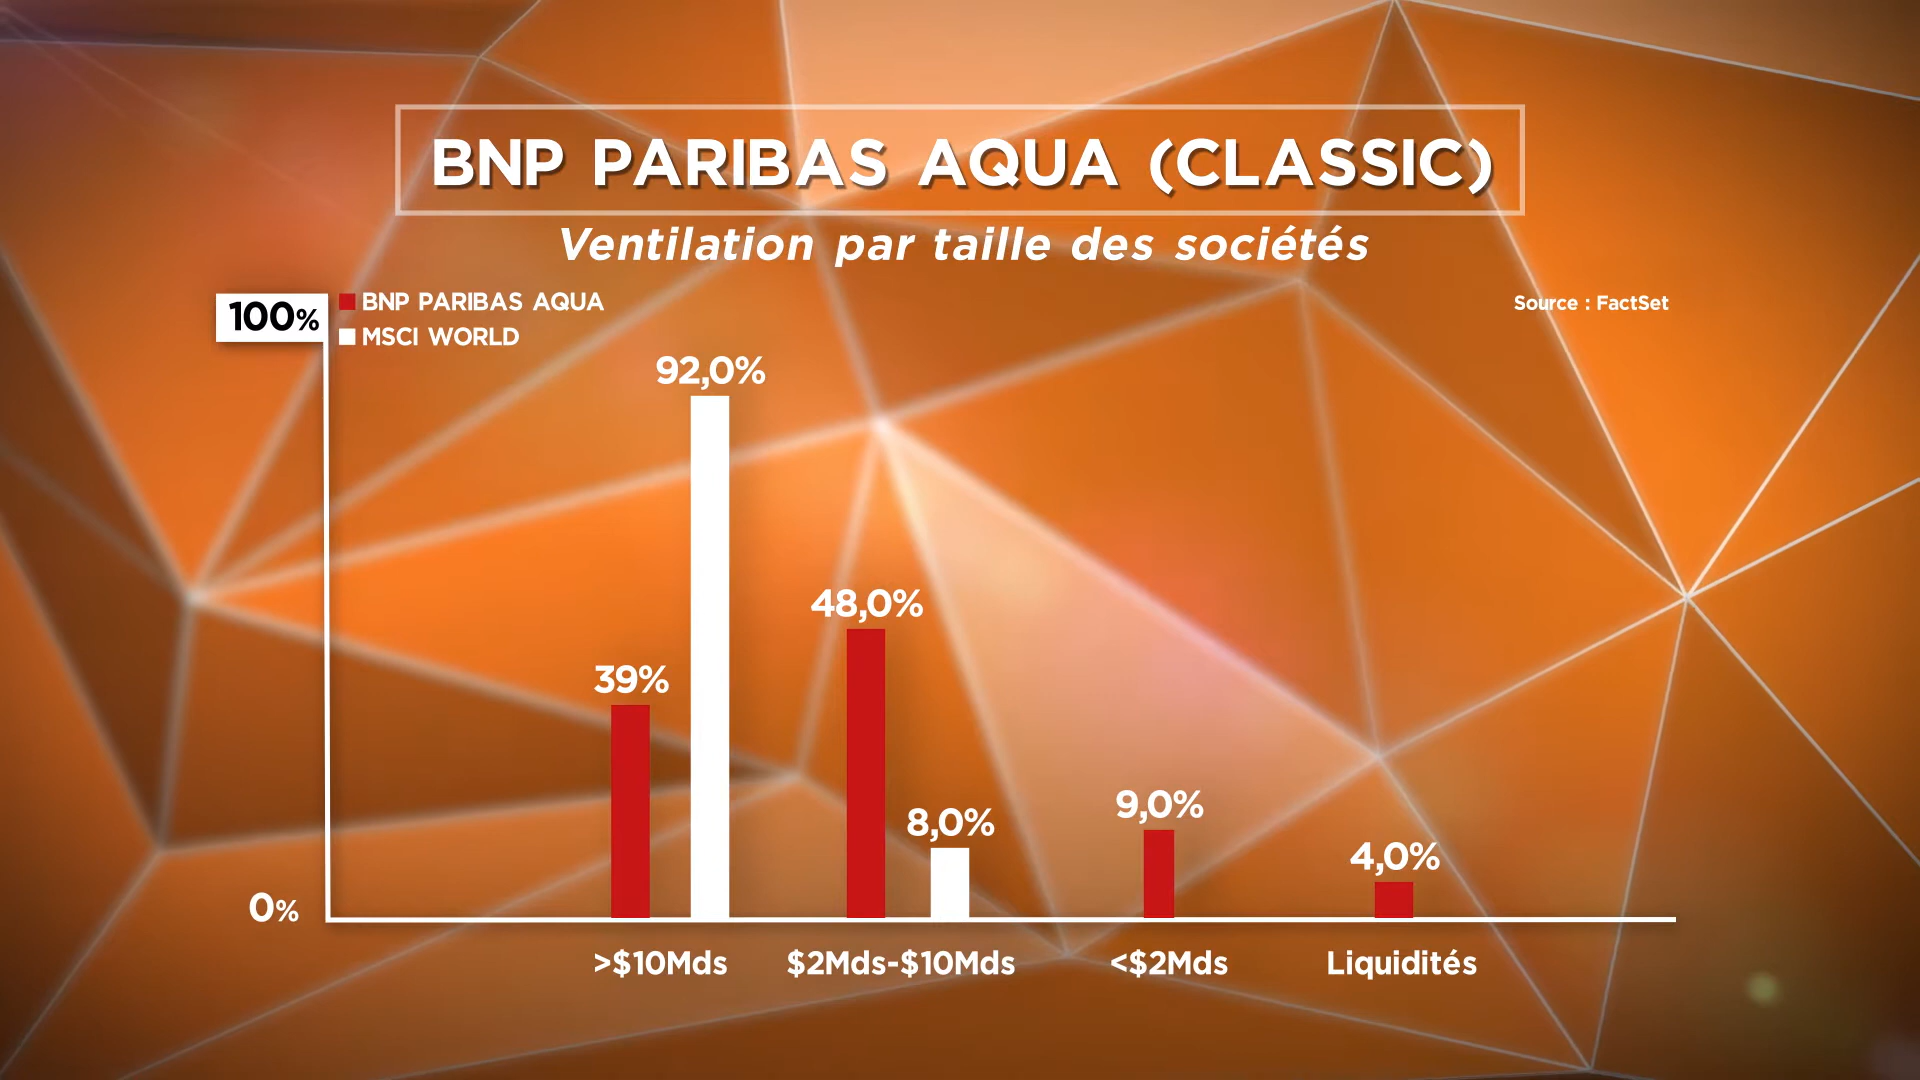 BNP PARIBAS AQUA (CLASSIC)
Ventilation par taille des sociétés
100%
BNP PARIBAS AQUA
MSCI WORLD
Source : FactSet
92,0%
48,0%
39%
8,0%
9,0%
4,0%
0%
>$10Mds
$2Mds-$10Mds
<$2Mds
Liquidités